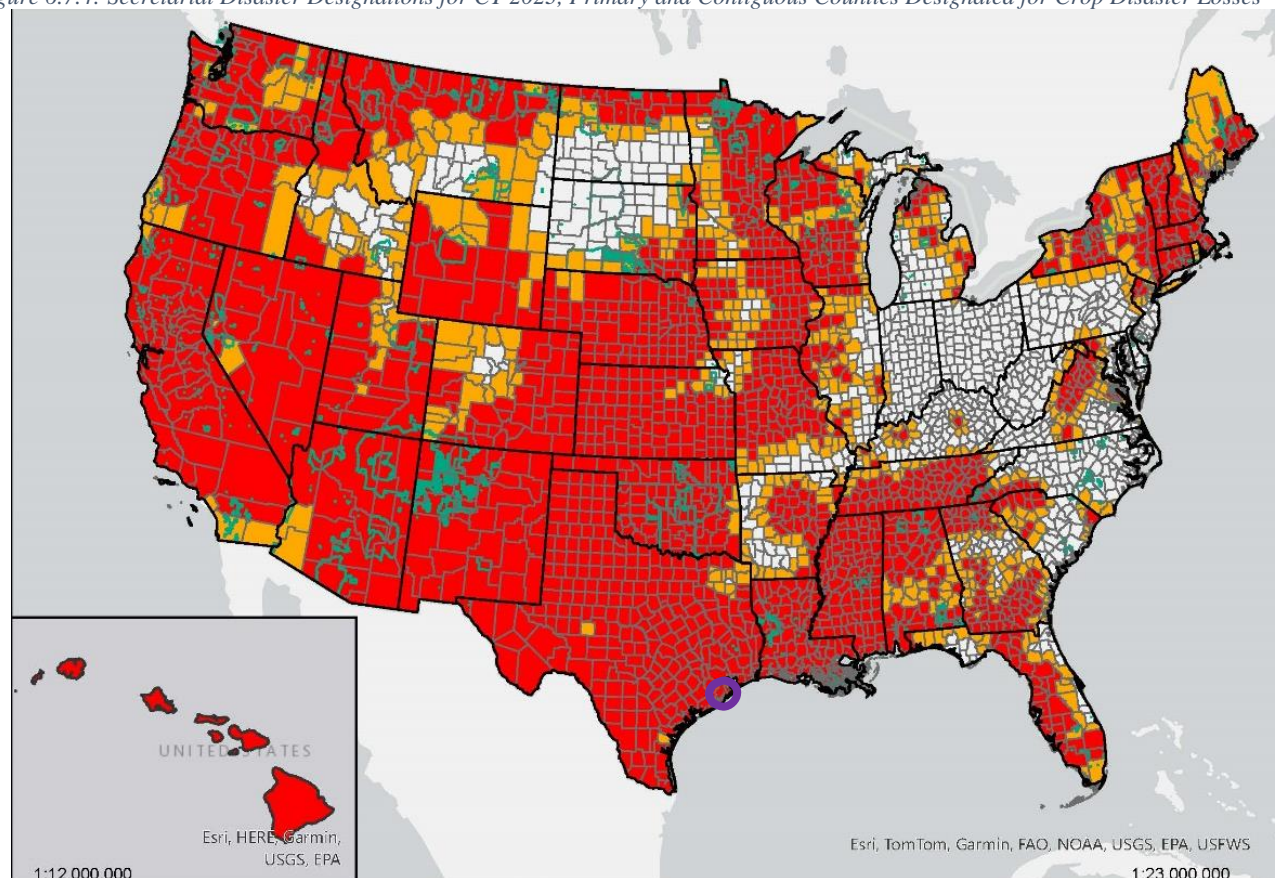 Secretarial Disaster Designations for CY 2023, Primary and Contiguous Counties Designated for Crop Disaster Losses
UNITED STATES
Esri, HERE, Garmin,
USGS, EPA
1:12,000,000
Esri, TomTom, Garmin, FAO, NOAA, USGS, EPA, USFWS
1:23,000,000